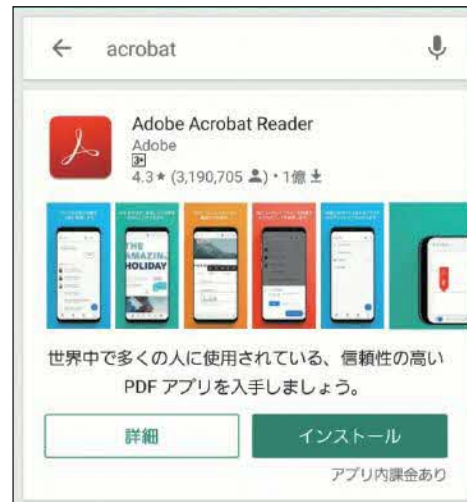 acrobat
Adobe Acrobat Reader
Adobe
3+
4.3★ (3,190,705 ) • 1億
THE
AMAZIN
HOLIDAY
世界中で多くの人に使用されている、信頼性の高い
PDF アプリを入手しましょう。
詳細
インストール
アプリ内課金あり